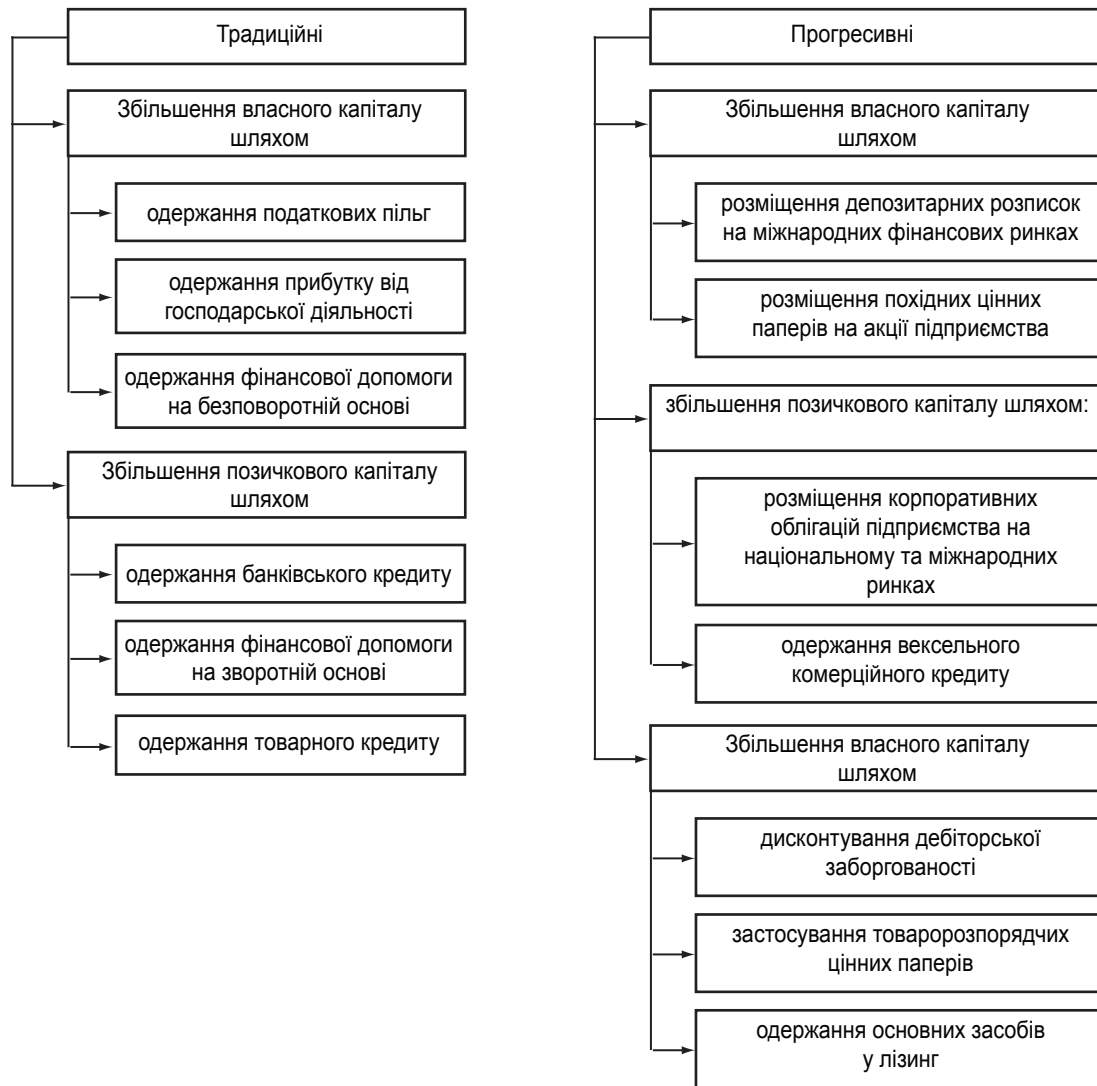 Традиційні
Збільшення власного капіталу
шляхом
одержання податкових пільг
одержання прибутку від
господарської діяльності
одержання фінансової допомоги
на безповоротній основі
Збільшення позичкового капіталу
шляхом
одержання банківського кредиту
одержання фінансової допомоги
на зворотній основі
одержання товарного кредиту
Прогресивні
Збільшення власного капіталу
шляхом
розміщення депозитарних розписок
на міжнародних фінансових ринках
розміщення похідних цінних
паперів на акції підприємства
збільшення позичкового капіталу шляхом:
розміщення корпоративних
облігацій підприємства на
національному та міжнародних
ринках
одержання вексельного
комерційного кредиту
Збільшення власного капіталу
шляхом
дисконтування дебіторської
заборгованості
застосування товаророзпорядчих
цінних паперів
одержання основних засобів
у лізинг